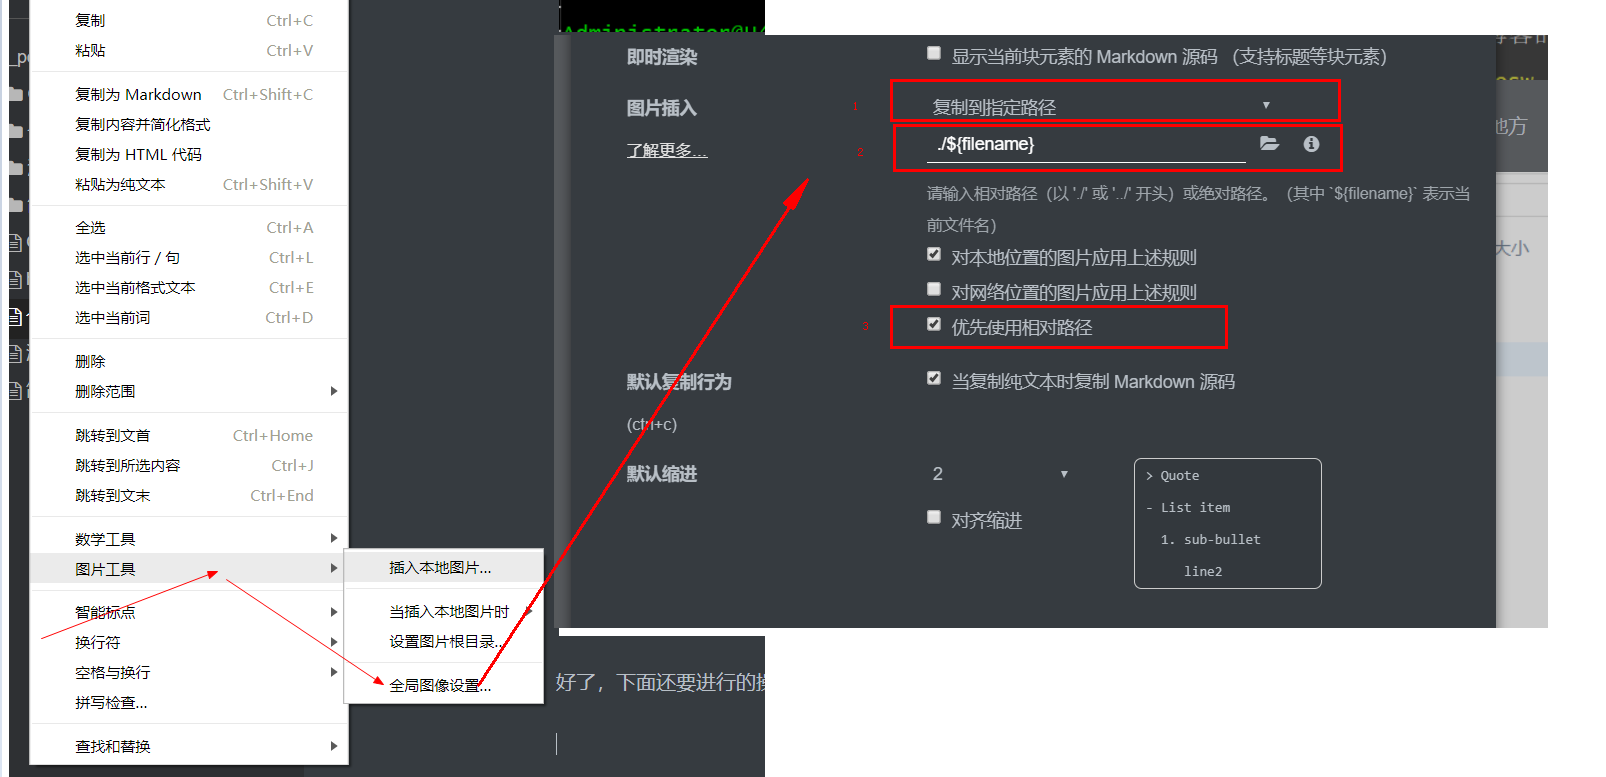 复制 Ctrl+C
粘贴 Ctrl+V
复制为 Markdown Ctrl+Shift+C
复制内容并简化格式
复制为 HTML 代码
粘贴为纯文本 Ctrl+Shift+V
全选 Ctrl+A
选中当前行 / 句 Ctrl+L
选中当前格式文本 Ctrl+E
选中当前词 Ctrl+D
删除
删除范围
跳转到文首 Ctrl+Home
跳转到所选内容 Ctrl+J
跳转到文末 Ctrl+End
数学工具
图片工具
智能标点
换行符
空格与换行
拼写检查...
查找和替换
插入本地图片...
当插入本地图片时
设置图片根目录...
全局图像设置...
Administrator@
即时渲染
显示当前块元素的 Markdown 源码 （支持标题等块元素）
图片插入
1
复制到指定路径
了解更多...
2
./${filename}
请输入相对路径（以 './' 或 '../' 开头）或绝对路径。（其中 `${filename}` 表示当
前文件名）
对本地位置的图片应用上述规则
对网络位置的图片应用上述规则
优先使用相对路径
默认复制行为
当复制纯文本时复制 Markdown 源码
(ctrl+c)
默认缩进
2
对齐缩进
> Quote
- List item
1. sub-bullet
line2
地方
大小
好了，下面还要进行的